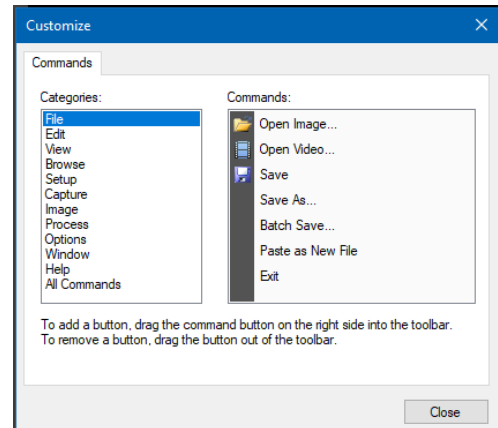 Customize
Commands
Categories:
File
Edit
View
Browse
Setup
Capture
Image
Process
Options
Window
Help
All Commands
Commands:
Open Image...
Open Video...
Save
Save As...
Batch Save...
Paste as New File
Exit
To add a button, drag the command button on the right side into the toolbar.
To remove a button, drag the button out of the toolbar.
Close